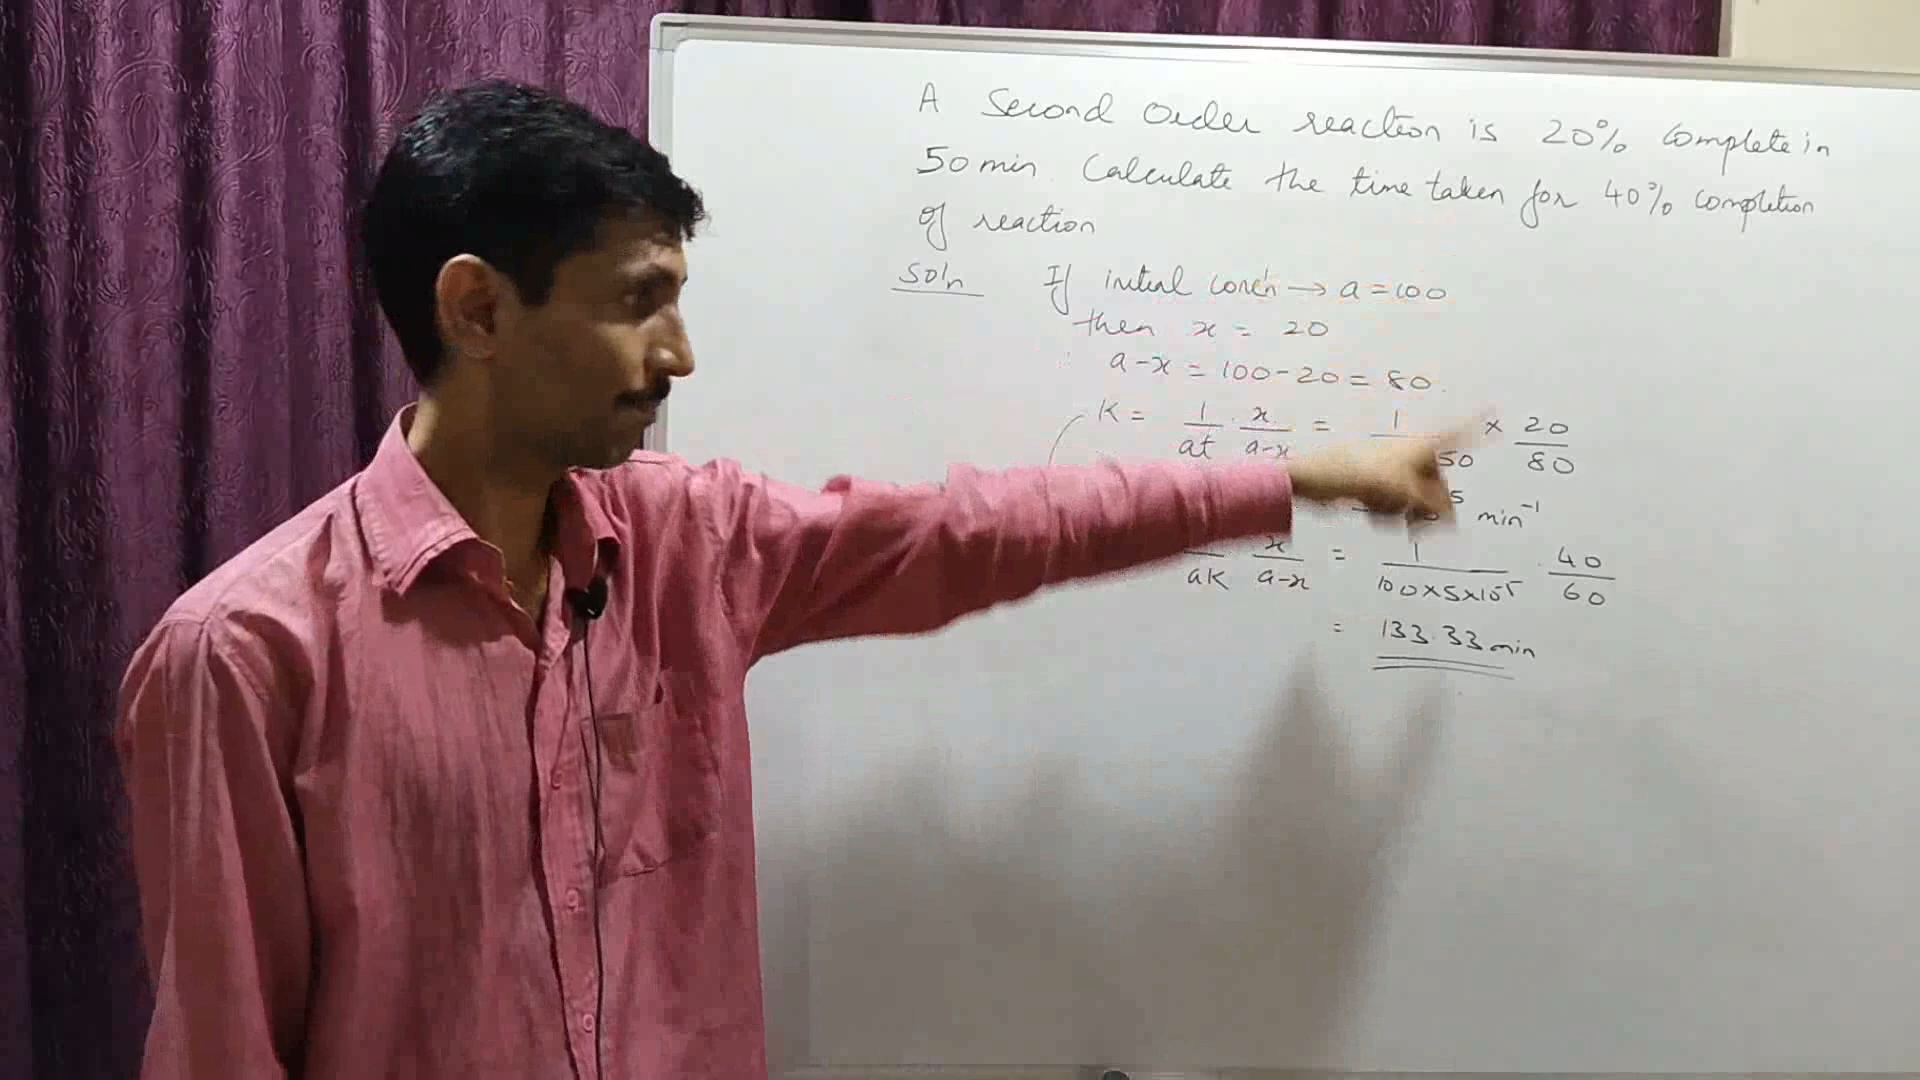 A Second Order reaction is 20% Complete in
50 min. Calculate the time taken for 40% completion
of reaction
Soln If initial conc'n → a = 100
then x = 20
a-x = 100-20 = 80.
K = 1/at . x/a-x = 1/ 50 × 20/80
5 min⁻¹
aK x/a-x = 1/100×5×10⁻⁵ . 40/60
= 133.33 min